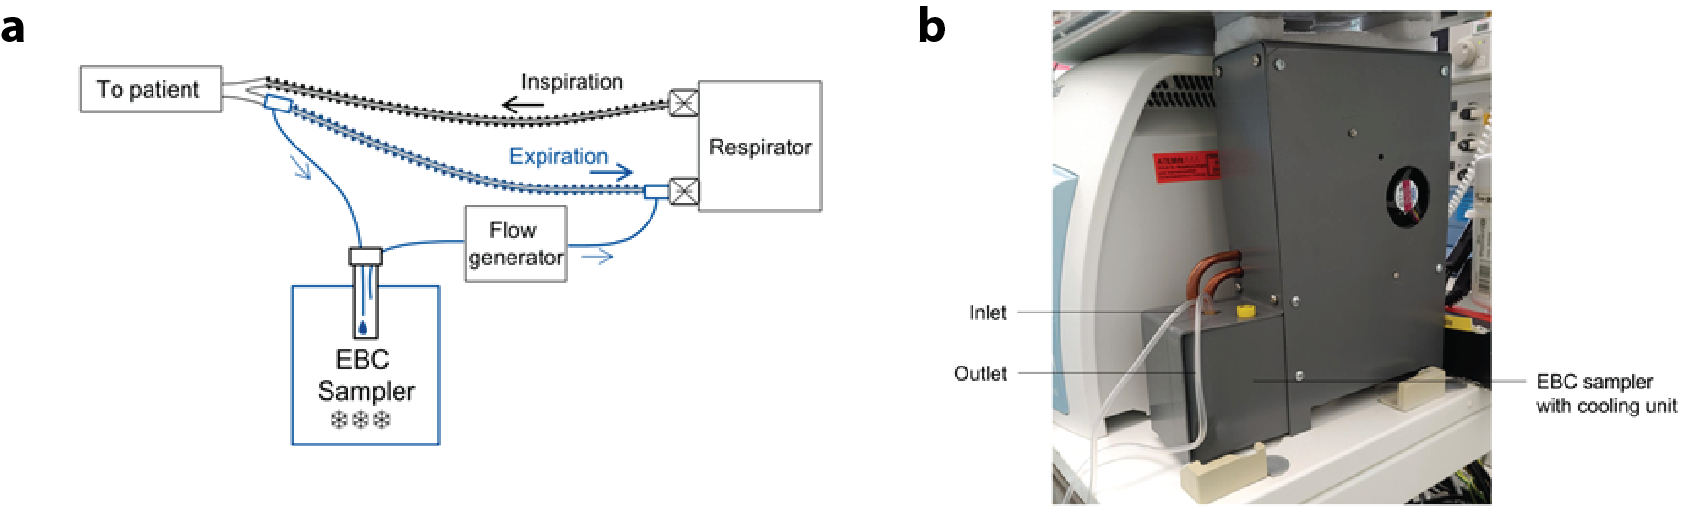 a
To patient
Inspiration
Expiration
Respirator
Flow
generator
EBC
Sampler
b
Inlet
Outlet
EBC sampler
with cooling unit